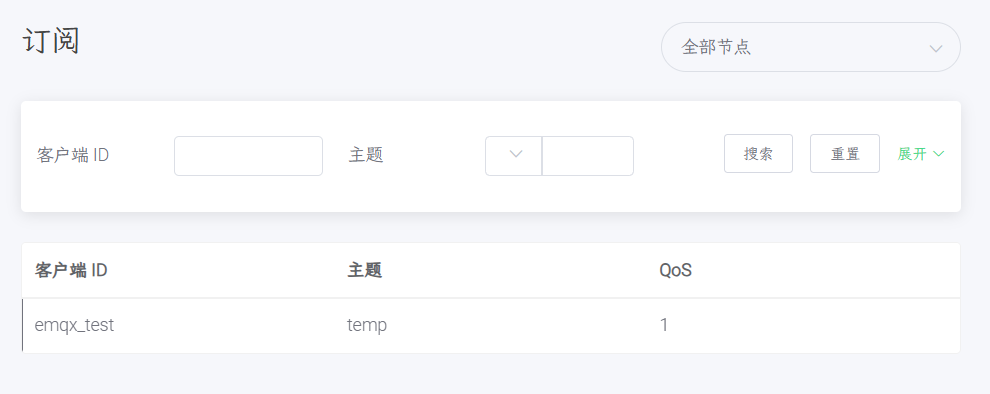 订阅
全部节点
客户端 ID 主题 搜索 重置 展开
客户端 ID 主题 QoS
emqx_test temp 1